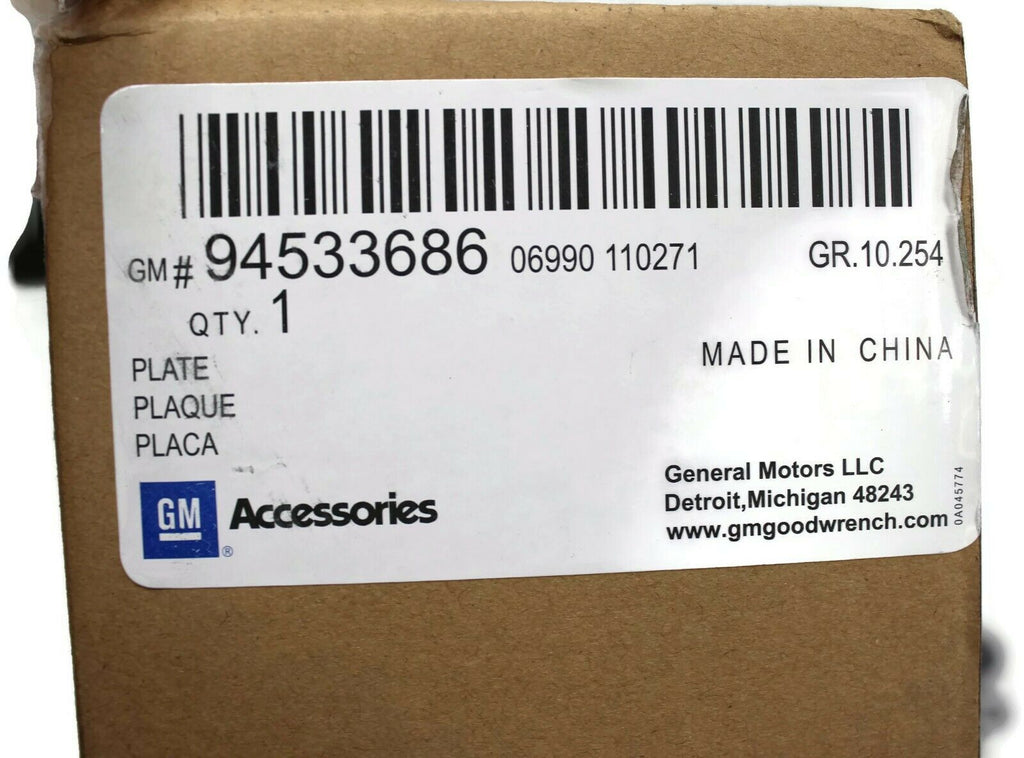 GM# 94533686 06990 110271 GR.10.254
QTY. 1
MADE IN CHINA
PLATE
PLAQUE
PLACA
GM ® Accessories
General Motors LLC
Detroit,Michigan 48243
www.gmgoodwrench.com
0A045774